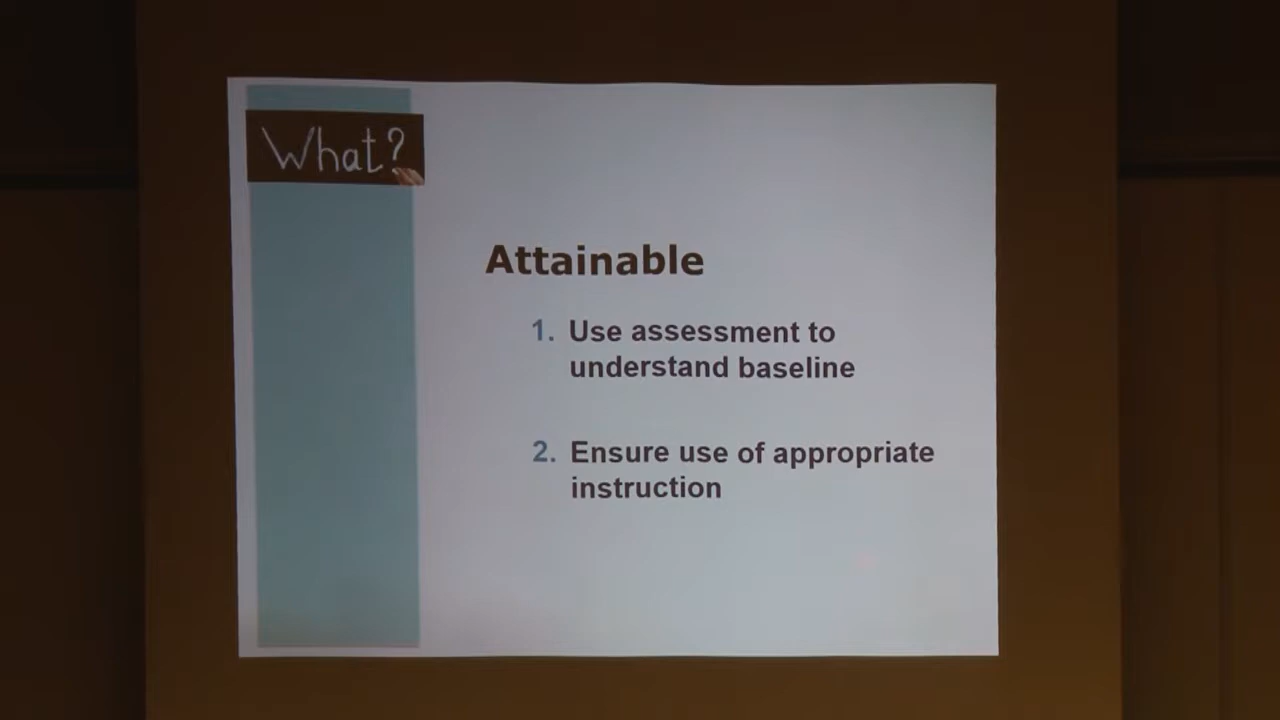 What?
Attainable
1. Use assessment to
understand baseline
2. Ensure use of appropriate
instruction